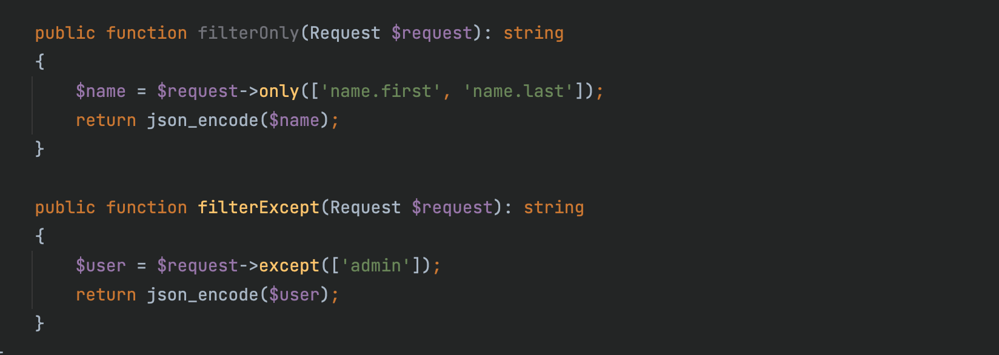 public function filterOnly(Request $request): string
{
    $name = $request->only(['name.first', 'name.last']);
    return json_encode($name);
}

public function filterExcept(Request $request): string
{
    $user = $request->except(['admin']);
    return json_encode($user);
}